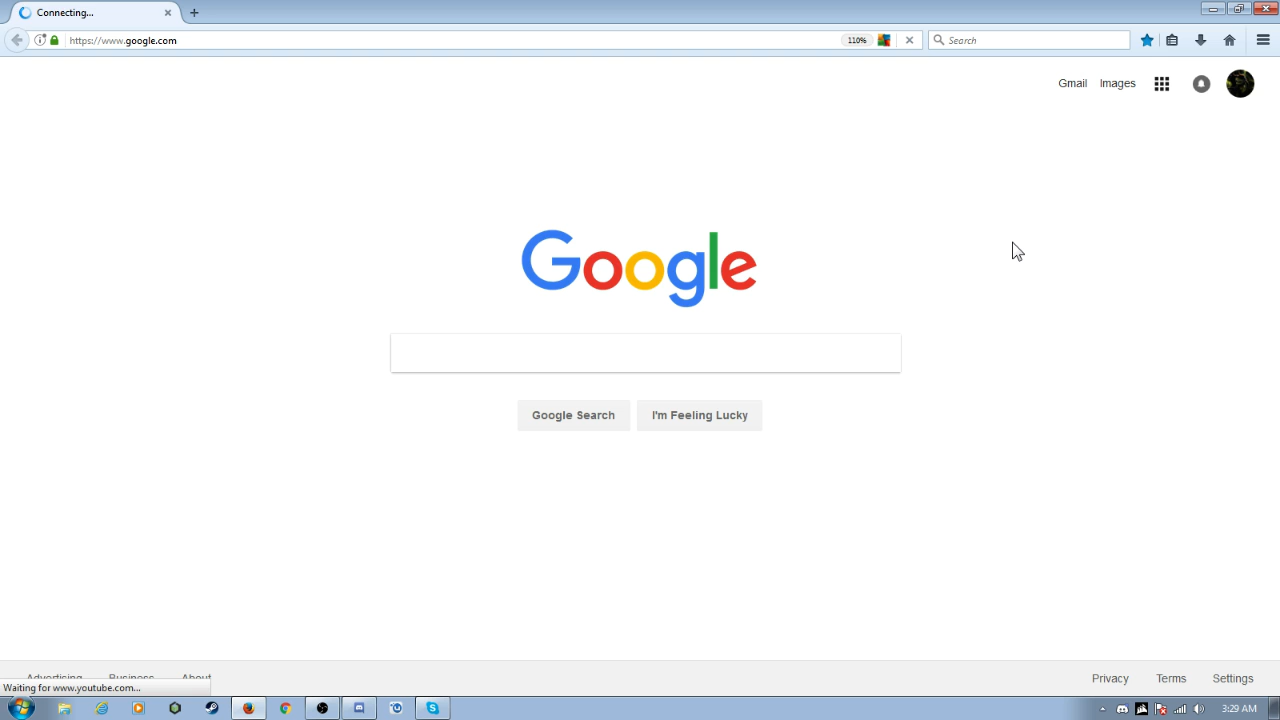 Connecting...
https://www.google.com
110%
Search
Gmail
Images
Google
Google Search
I'm Feeling Lucky
Advertising
Business
About
Privacy
Terms
Settings
Waiting for www.youtube.com...
3:29 AM